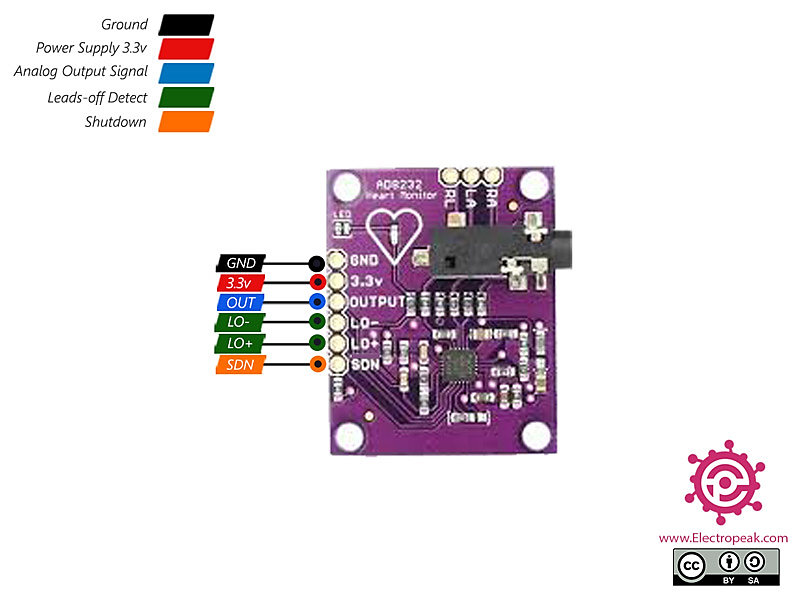 Ground
Power Supply 3.3v
Analog Output Signal
Leads-off Detect
Shutdown
AD8232
Heart Monitor
LED
RL
LA
RA
GND
3.3v
OUT
LO-
LO+
SDN
GND
3.3v
OUTPUT
LO-
LO+
SDN
www.Electropeak.com
cc
BY SA